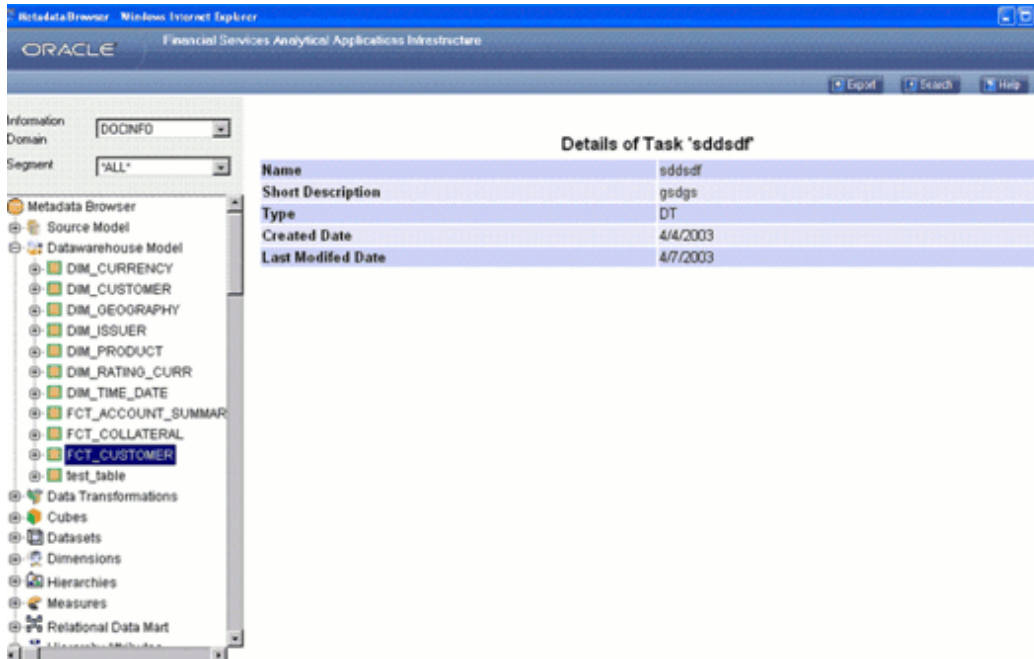 MetadataBrowser Windows Internet Explorer
ORACLE
Financial Services Analytical Applications Infrastructure
Export Search Help
Information
Domain
DOCINFO
Segment
"ALL"
Metadata Browser
Source Model
Datawarehouse Model
DIM_CURRENCY
DIM_CUSTOMER
DIM_GEOGRAPHY
DIM_ISSUER
DIM_PRODUCT
DIM_RATING_CURR
DIM_TIME_DATE
FCT_ACCOUNT_SUMMAR
FCT_COLLATERAL
FCT_CUSTOMER
test_table
Data Transformations
Cubes
Datasets
Dimensions
Hierarchies
Measures
Relational Data Mart
Details of Task 'sddsdf'
Name sddsdf
Short Description gsdgs
Type DT
Created Date 4/4/2003
Last Modifed Date 4/7/2003